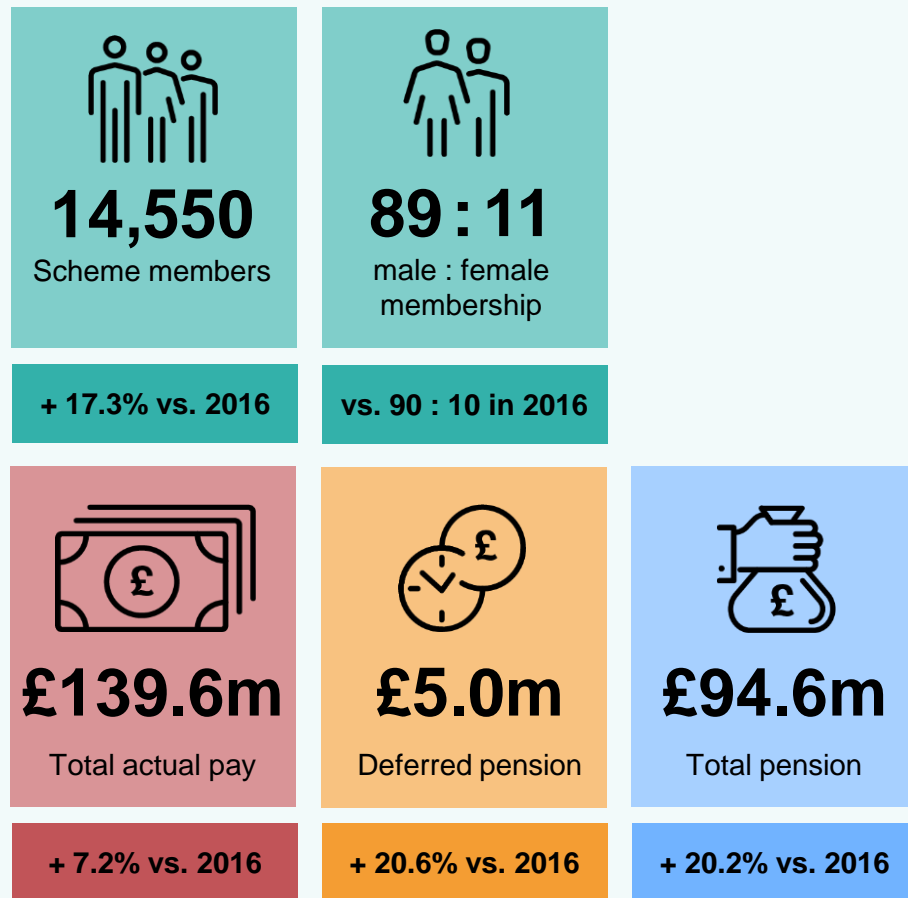 14,550
Scheme members
+ 17.3% vs. 2016
89 : 11
male : female
membership
vs. 90 : 10 in 2016
£
£139.6m
Total actual pay
+ 7.2% vs. 2016
£
£5.0m
Deferred pension
+ 20.6% vs. 2016
£
£94.6m
Total pension
+ 20.2% vs. 2016